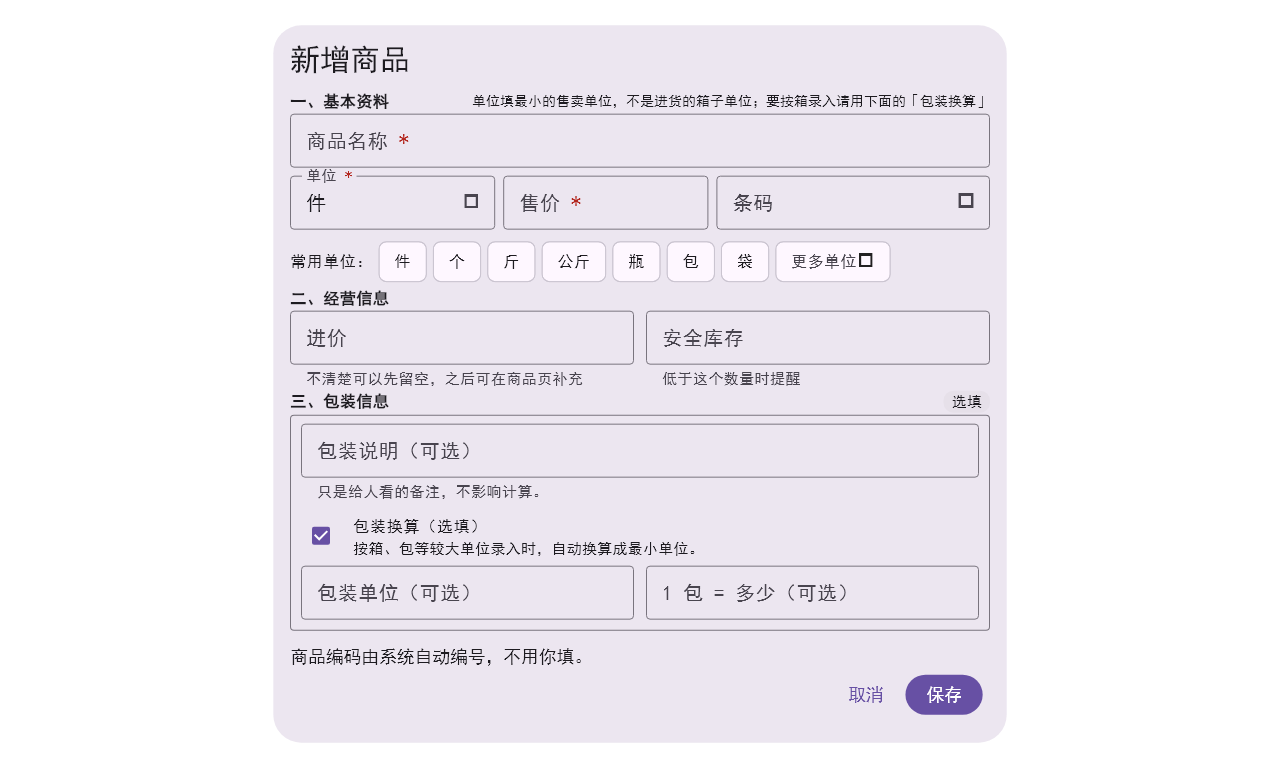 新增商品
一、基本资料 单位填最小的售卖单位，不是进货的箱子单位；要按箱录入请用下面的「包装换算」
商品名称 *
单位 *
件 售价 * 条码
常用单位： 件 个 斤 公斤 瓶 包 袋 更多单位
二、经营信息
进价 安全库存
不清楚可以先留空，之后可在商品页补充 低于这个数量时提醒
三、包装信息 选填
包装说明（可选）
只是给人看的备注，不影响计算。
包装换算（选填）
按箱、包等较大单位录入时，自动换算成最小单位。
包装单位（可选） 1 包 = 多少（可选）
商品编码由系统自动编号，不用你填。
取消 保存